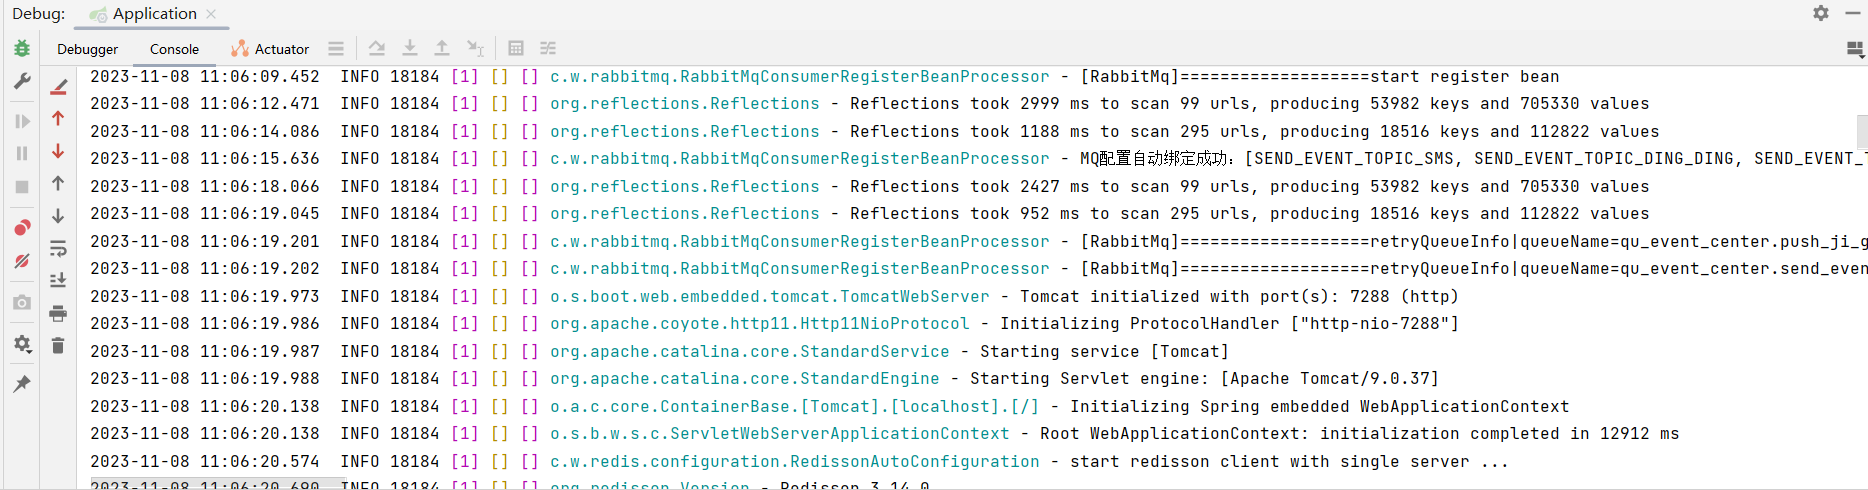 Debug: Application
Debugger Console Actuator
2023-11-08 11:06:09.452 INFO 18184 [1] [] [] c.w.rabbitmq.RabbitMqConsumerRegisterBeanProcessor - [RabbitMq]===================start register bean
2023-11-08 11:06:12.471 INFO 18184 [1] [] [] org.reflections.Reflections - Reflections took 2999 ms to scan 99 urls, producing 53982 keys and 705330 values
2023-11-08 11:06:14.086 INFO 18184 [1] [] [] org.reflections.Reflections - Reflections took 1188 ms to scan 295 urls, producing 18516 keys and 112822 values
2023-11-08 11:06:15.636 INFO 18184 [1] [] [] c.w.rabbitmq.RabbitMqConsumerRegisterBeanProcessor - MQ配置自动绑定成功：[SEND_EVENT_TOPIC_SMS, SEND_EVENT_TOPIC_DING_DING, SEND_EVENT_T
2023-11-08 11:06:18.066 INFO 18184 [1] [] [] org.reflections.Reflections - Reflections took 2427 ms to scan 99 urls, producing 53982 keys and 705330 values
2023-11-08 11:06:19.045 INFO 18184 [1] [] [] org.reflections.Reflections - Reflections took 952 ms to scan 295 urls, producing 18516 keys and 112822 values
2023-11-08 11:06:19.201 INFO 18184 [1] [] [] c.w.rabbitmq.RabbitMqConsumerRegisterBeanProcessor - [RabbitMq]===================retryQueueInfo|queueName=qu_event_center.push_ji_g
2023-11-08 11:06:19.202 INFO 18184 [1] [] [] c.w.rabbitmq.RabbitMqConsumerRegisterBeanProcessor - [RabbitMq]===================retryQueueInfo|queueName=qu_event_center.send_even
2023-11-08 11:06:19.973 INFO 18184 [1] [] [] o.s.boot.web.embedded.tomcat.TomcatWebServer - Tomcat initialized with port(s): 7288 (http)
2023-11-08 11:06:19.986 INFO 18184 [1] [] [] org.apache.coyote.http11.Http11NioProtocol - Initializing ProtocolHandler ["http-nio-7288"]
2023-11-08 11:06:19.987 INFO 18184 [1] [] [] org.apache.catalina.core.StandardService - Starting service [Tomcat]
2023-11-08 11:06:19.988 INFO 18184 [1] [] [] org.apache.catalina.core.StandardEngine - Starting Servlet engine: [Apache Tomcat/9.0.37]
2023-11-08 11:06:20.138 INFO 18184 [1] [] [] o.a.c.core.ContainerBase.[Tomcat].[localhost].[/] - Initializing Spring embedded WebApplicationContext
2023-11-08 11:06:20.138 INFO 18184 [1] [] [] o.s.b.w.s.c.ServletWebServerApplicationContext - Root WebApplicationContext: initialization completed in 12912 ms
2023-11-08 11:06:20.574 INFO 18184 [1] [] [] c.w.redis.configuration.RedissonAutoConfiguration - start redisson client with single server ...
2023-11-08 11:06:20.690 INFO 18184 [1] [] [] org.redisson.Version - Redisson 3.14.0